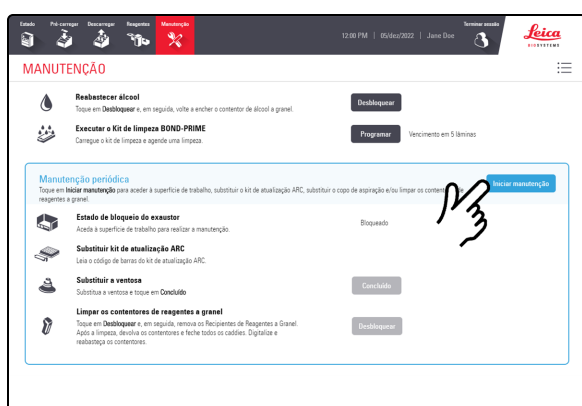 Estado Pré-carregar Descarregar Reagentes Manutenção
12:00 PM | 05/dez/2022 | Jane Doe
Terminar sessão
Leica
BIOSYSTEMS
MANUTENÇÃO
Reabastecer álcool
Toque em Desbloquear e, em seguida, volte a encher o contentor de álcool a granel.
Desbloquear
Executar o Kit de limpeza BOND-PRIME
Carregue o kit de limpeza e agende uma limpeza.
Programar
Vencimento em 5 lâminas
Manutenção periódica
Toque em Iniciar manutenção para aceder à superfície de trabalho, substituir o kit de atualização ARC, substituir o copo de aspiração e/ou limpar os
reagentes a granel.
Iniciar manutenção
Estado de bloqueio do exaustor
Aceda à superfície de trabalho para realizar a manutenção.
Bloqueado
Substituir kit de atualização ARC
Leia o código de barras do kit de atualização ARC.
Substituir a ventosa
Substitua a ventosa e toque em Concluído
Concluído
Limpar os contentores de reagentes a granel
Toque em Desbloquear e, em seguida, remova os Recipientes de Reagentes a Granel.
Após a limpeza, devolva os contentores e feche todos os caddies. Digitalize e
reabasteça os contentores.
Desbloquear